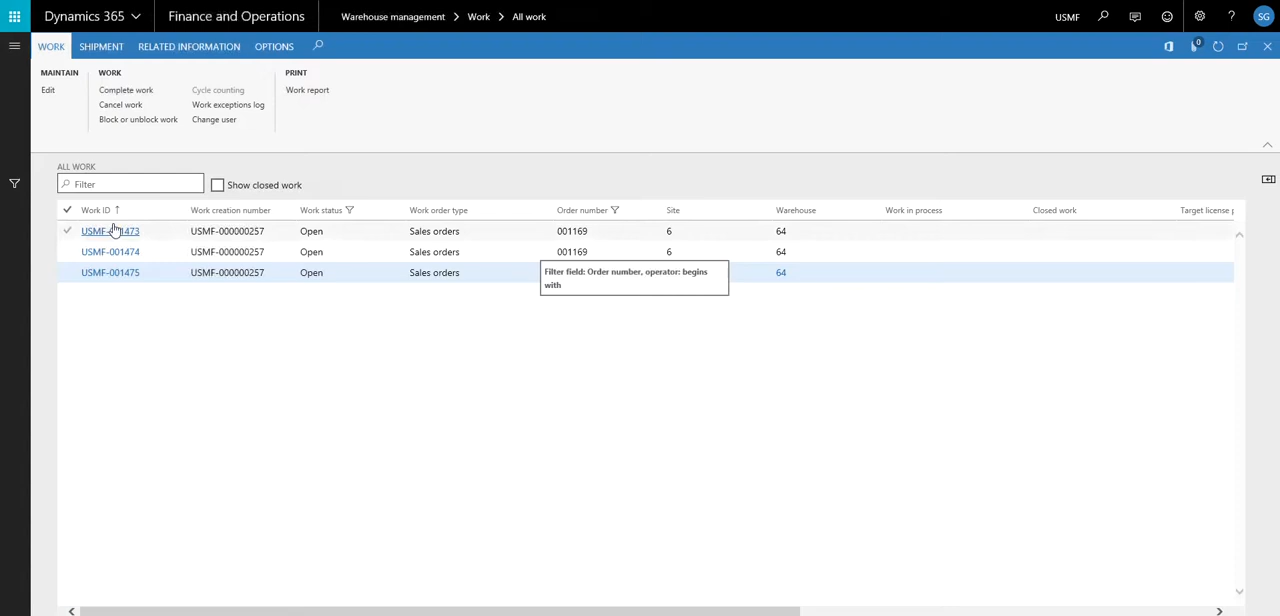 Dynamics 365 Finance and Operations Warehouse management Work All work USMF ? SG
WORK SHIPMENT RELATED INFORMATION OPTIONS 0
MAINTAIN WORK PRINT
Edit Complete work Cycle counting Work report
Cancel work Work exceptions log
Block or unblock work Change user
ALL WORK
Filter Show closed work
Work ID Work creation number Work status Work order type Order number Site Warehouse Work in process Closed work Target license p
USMF-001473 USMF-000000257 Open Sales orders 001169 6 64
USMF-001474 USMF-000000257 Open Sales orders 001169 6 64
USMF-001475 USMF-000000257 Open Sales orders 64
Filter field: Order number, operator: begins
with